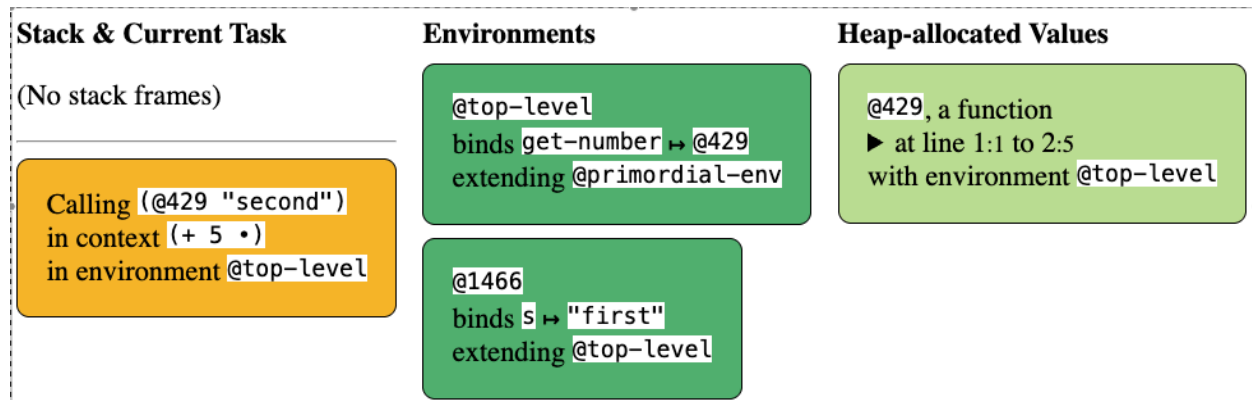 Stack & Current Task
(No stack frames)
Calling (@429 "second")
in context (+ 5 •)
in environment @top-level
Environments
@top-level
binds get-number ↦ @429
extending @primordial-env
@1466
binds s ↦ "first"
extending @top-level
Heap-allocated Values
@429, a function
▶ at line 1:1 to 2:5
with environment @top-level